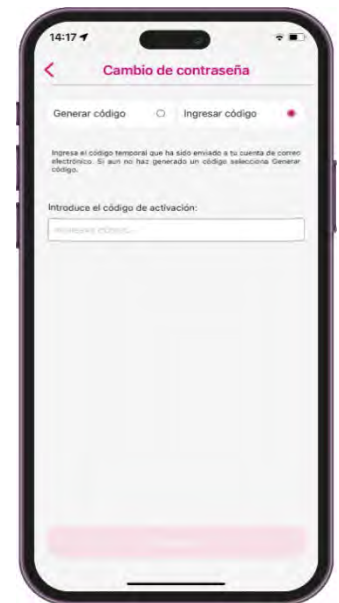 14:17
Cambio de contraseña
Generar código
Ingresar código
Ingresa el código temporal que ha sido enviado a tu cuenta de correo
electrónico. Si aun no haz generado un código selecciona Generar
código.
Introduce el código de activación: